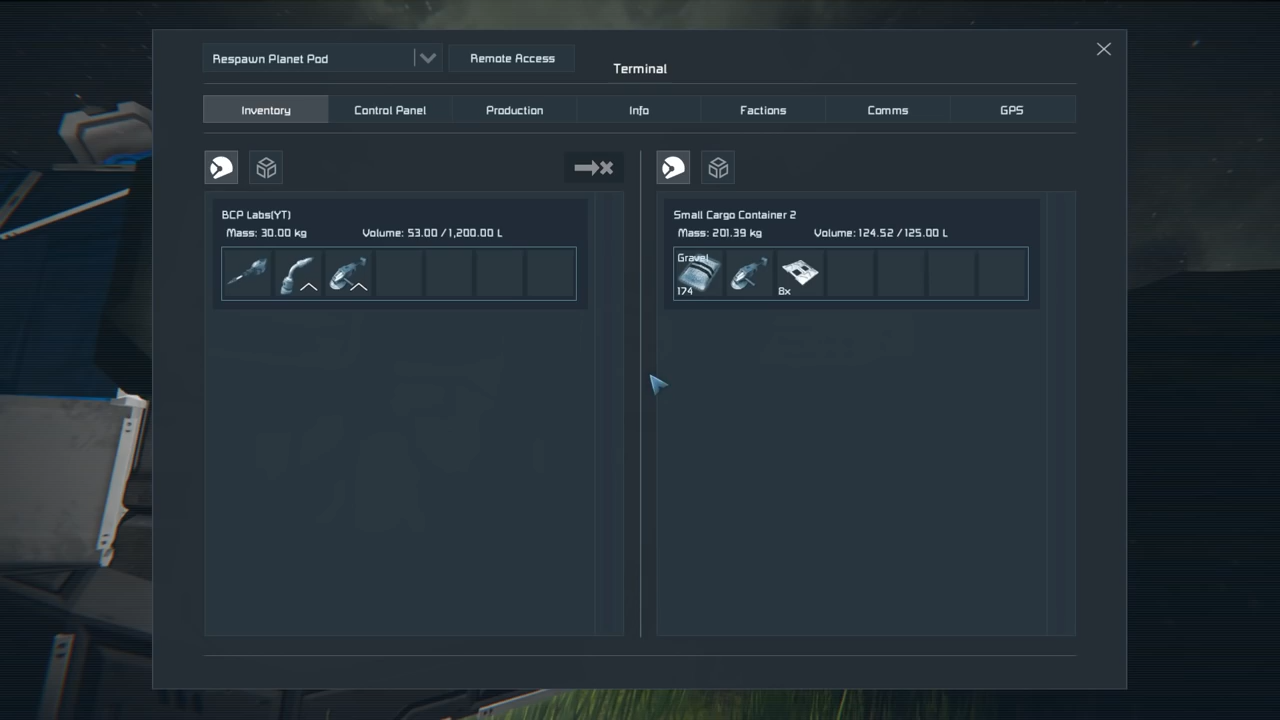 Respawn Planet Pod
Remote Access
Terminal
Inventory
Control Panel
Production
Info
Factions
Comms
GPS
BCP Labs(YT)
Mass: 30.00 kg Volume: 53.00 / 1,200.00 L
Small Cargo Container 2
Mass: 201.39 kg Volume: 124.52 / 125.00 L
Gravel
174
8x